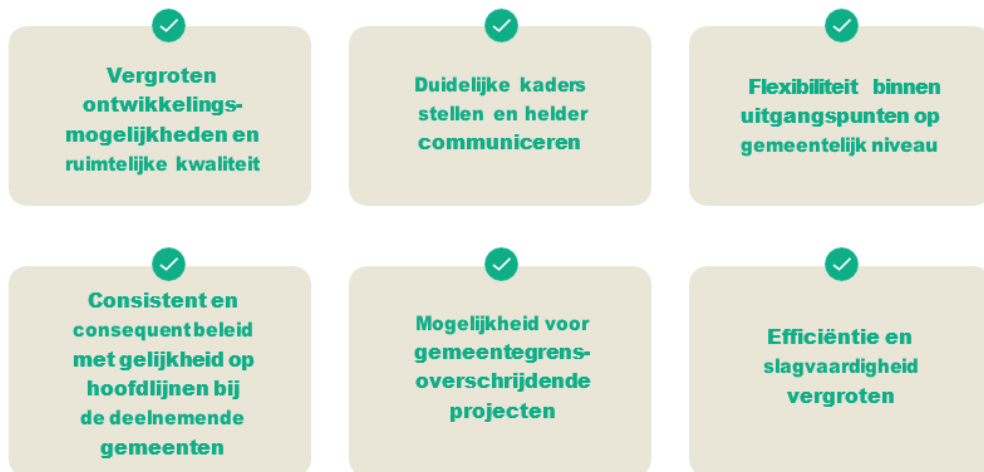 Vergroten
ontwikkelings-
mogelijkheden en
ruimtelijke kwaliteit
Duidelijke kaders
stellen en helder
communiceren
Flexibiliteit binnen
uitgangspunten op
gemeentelijk niveau
Consistent en
consequent beleid
met gelijkheid op
hoofdlijnen bij
de deelnemende
gemeenten
Mogelijkheid voor
gemeentegrens-
overschrijdende
projecten
Efficiëntie en
slagvaardigheid
vergroten